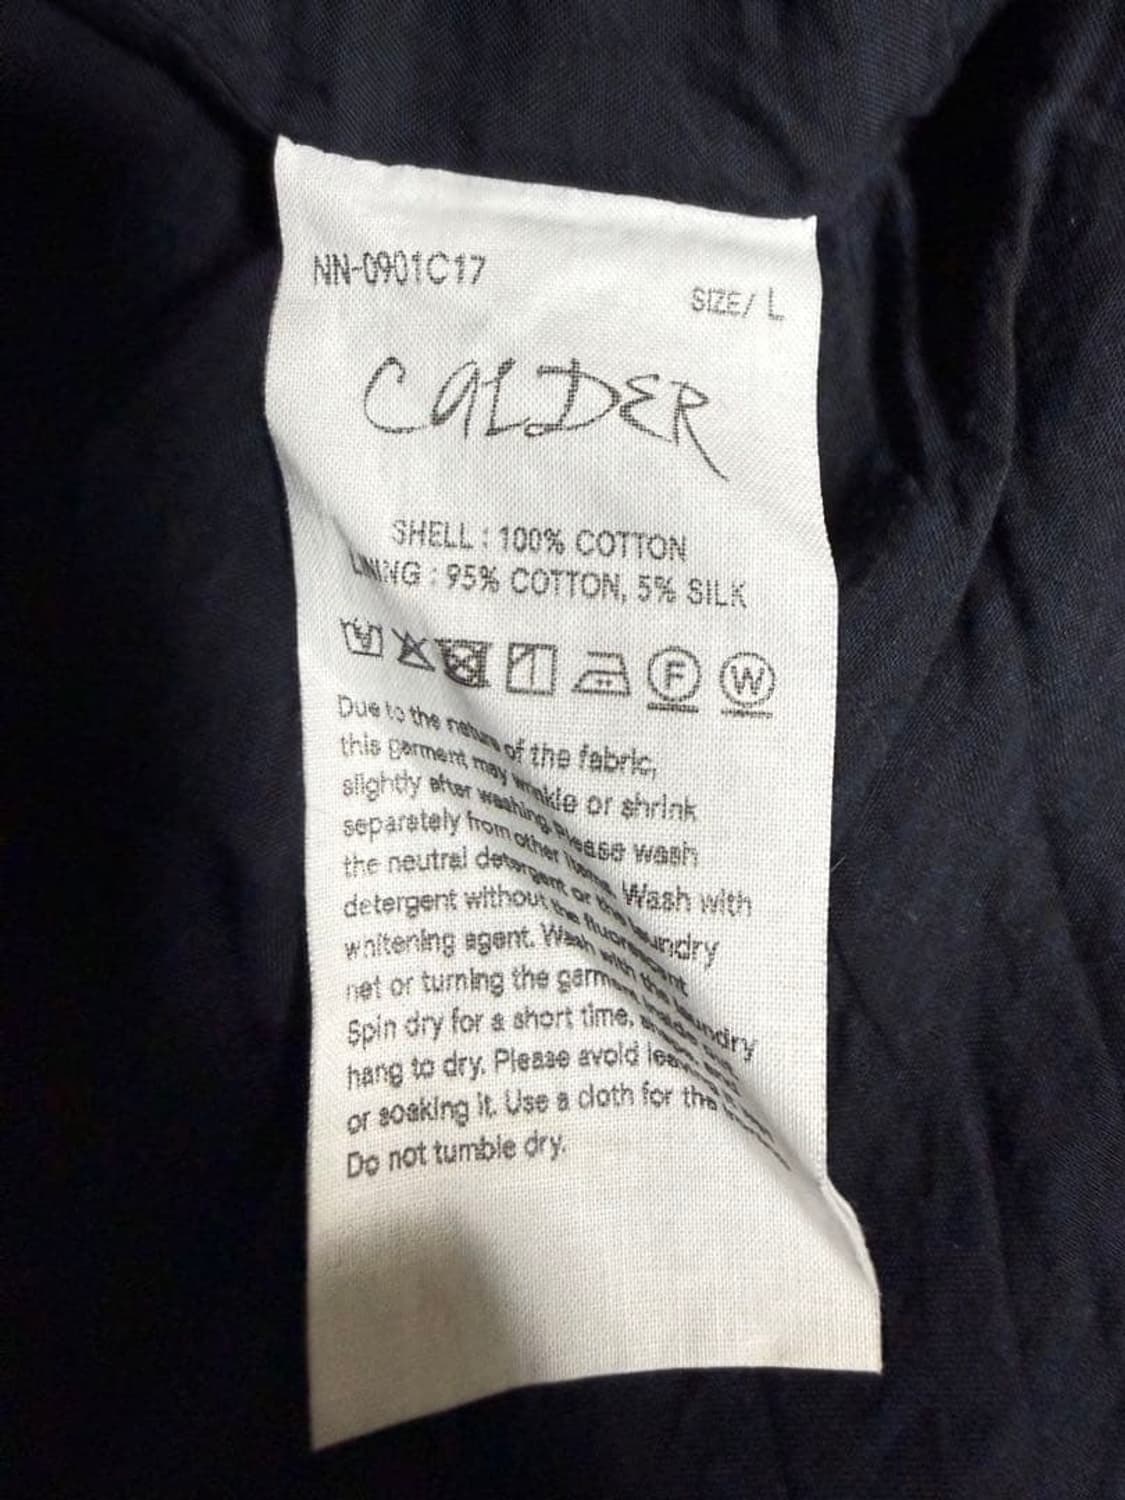 NN-0901C17
SIZE/ L
CALDER
SHELL : 100% COTTON
LINING : 95% COTTON, 5% SILK
F W
Due to the nature of the fabric,
this garment may wrinkle or shrink
slightly after washing. Please wash
separately from other items. Wash with
the neutral detergent or the laundry
detergent without the fluorescent
whitening agent. Wash with the laundry
net or turning the garment
Spin dry for a short time,
hang to dry. Please avoid
or soaking it. Use a cloth for the
Do not tumble dry.